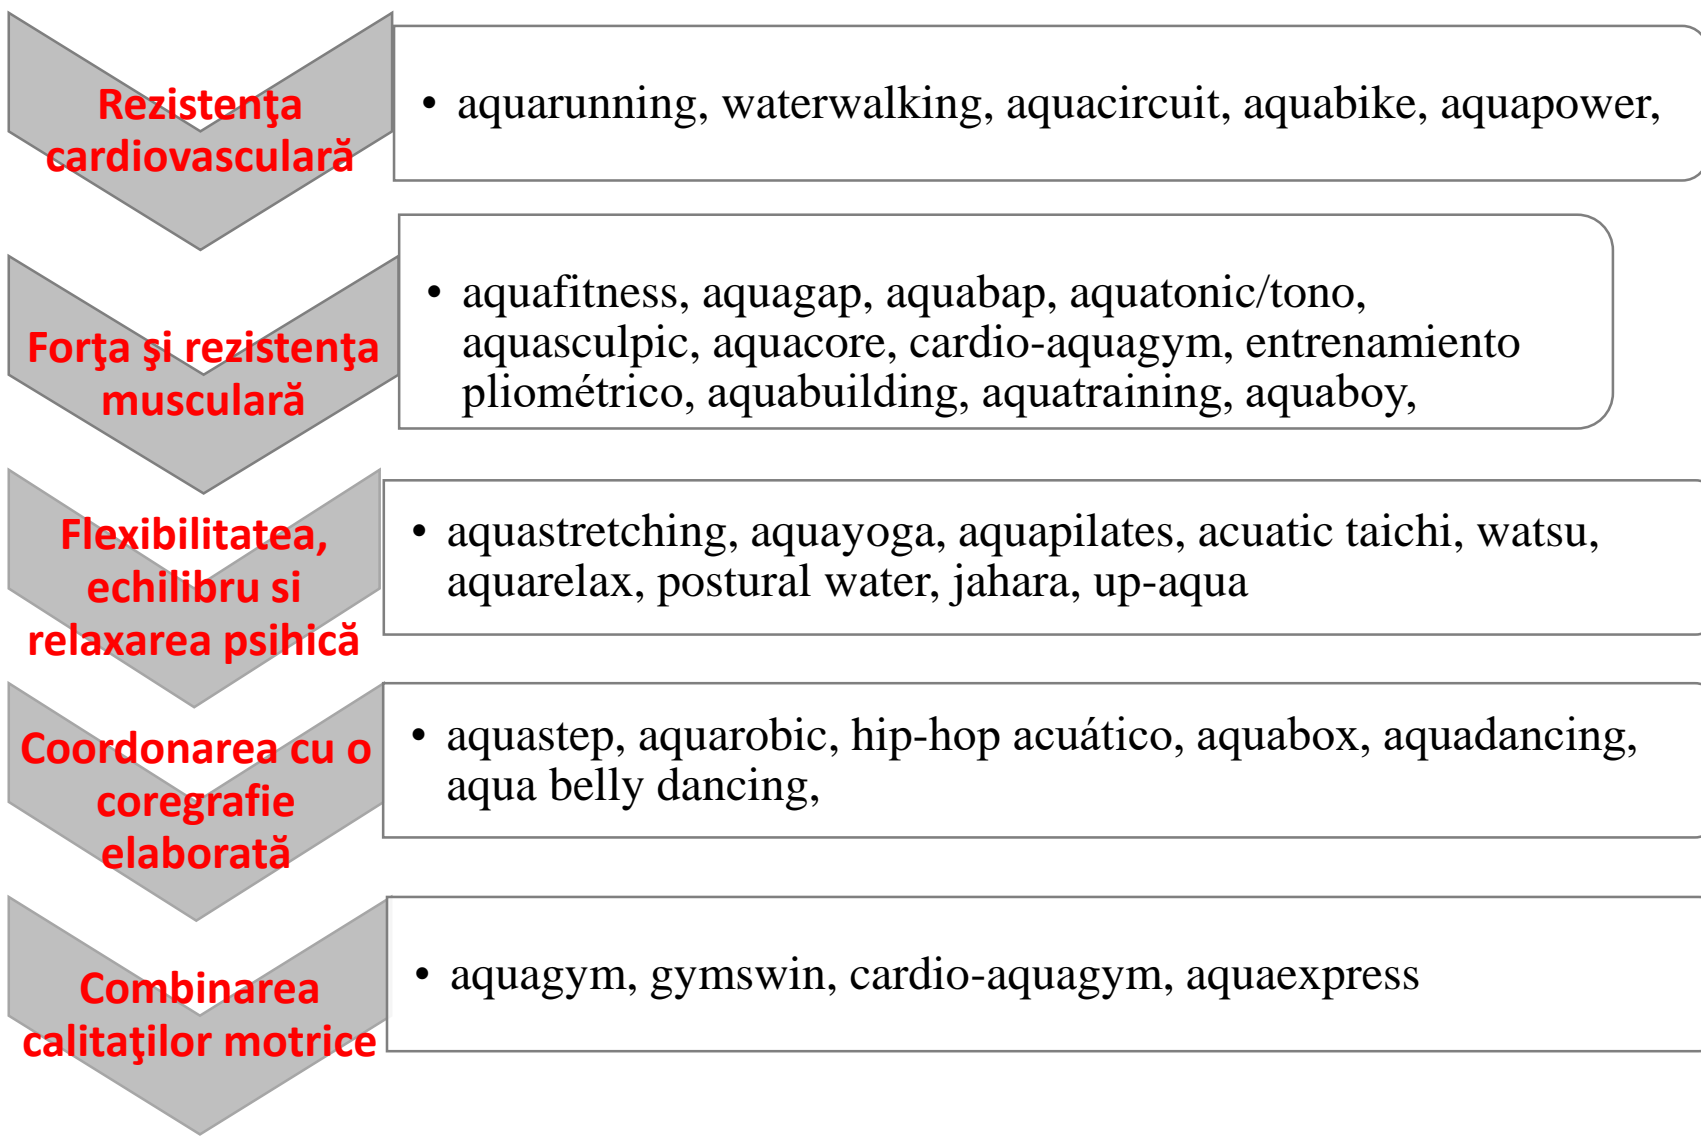 Rezistenţa
cardiovasculară
• aquarunning, waterwalking, aquacircuit, aquabike, aquapower,
Forţa şi rezistenţa
musculară
• aquafitness, aquagap, aquabap, aquatonic/tono,
aquasculpic, aquacore, cardio-aquagym, entrenamiento
pliométrico, aquabuilding, aquatraining, aquaboy,
Flexibilitatea,
echilibru si
relaxarea psihică
• aquastretching, aquayoga, aquapilates, acuatic taichi, watsu,
aquarelax, postural water, jahara, up-aqua
Coordonarea cu o
coregrafie
elaborată
• aquastep, aquarobic, hip-hop acuático, aquabox, aquadancing,
aqua belly dancing,
Combinarea
calitaţilor motrice
• aquagym, gymswin, cardio-aquagym, aquaexpress